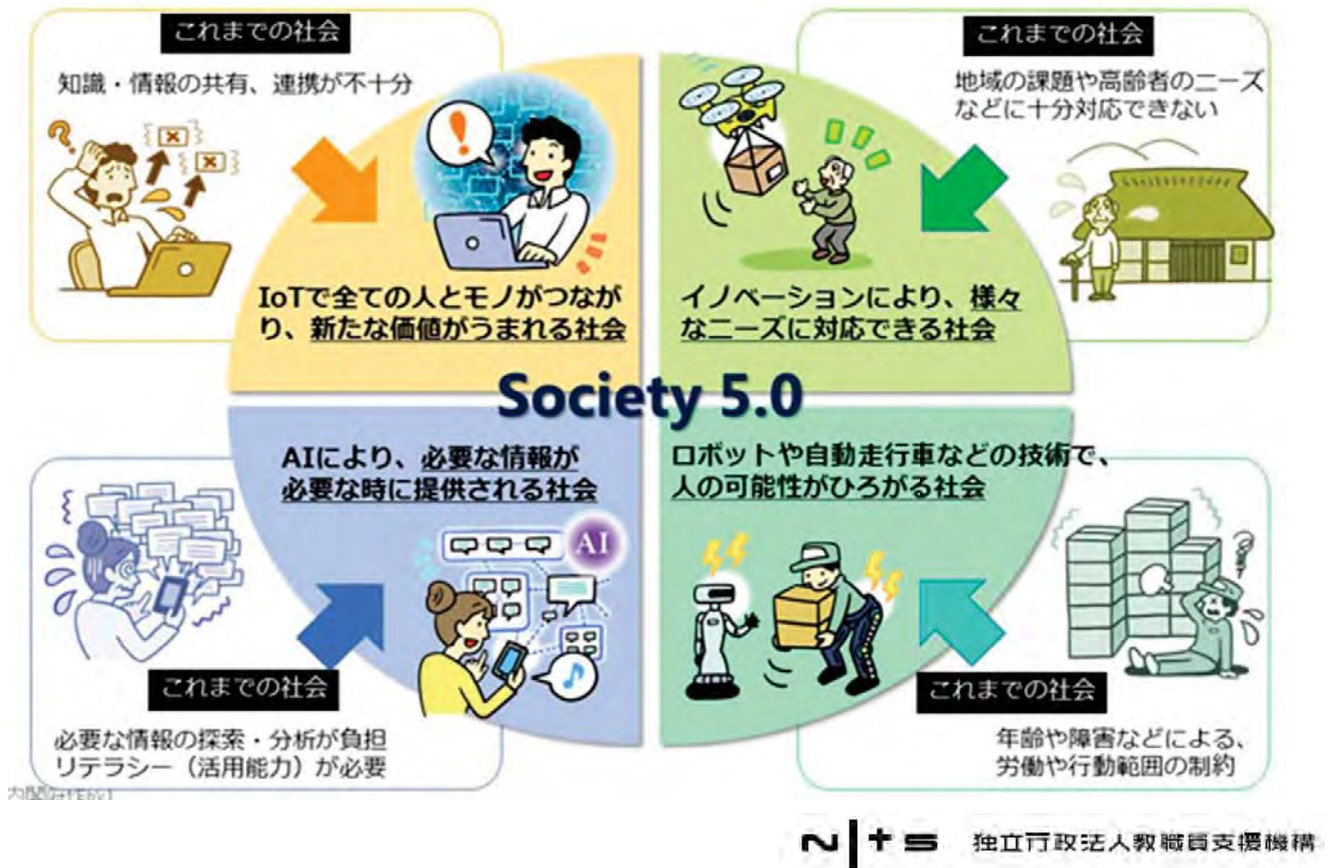 これまでの社会
知識・情報の共有、連携が不十分
これまでの社会
地域の課題や高齢者のニーズ
などに十分対応できない
IoTで全ての人とモノがつなが
り、新たな価値がうまれる社会
イノベーションにより、様々
なニーズに対応できる社会
Society 5.0
AIにより、必要な情報が
必要な時に提供される社会
AI
ロボットや自動走行車などの技術で、
人の可能性がひろがる社会
これまでの社会
必要な情報の探索・分析が負担
リテラシー（活用能力）が必要
これまでの社会
年齢や障害などによる、
労働や行動範囲の制約
独立行政法人教職員支援機構